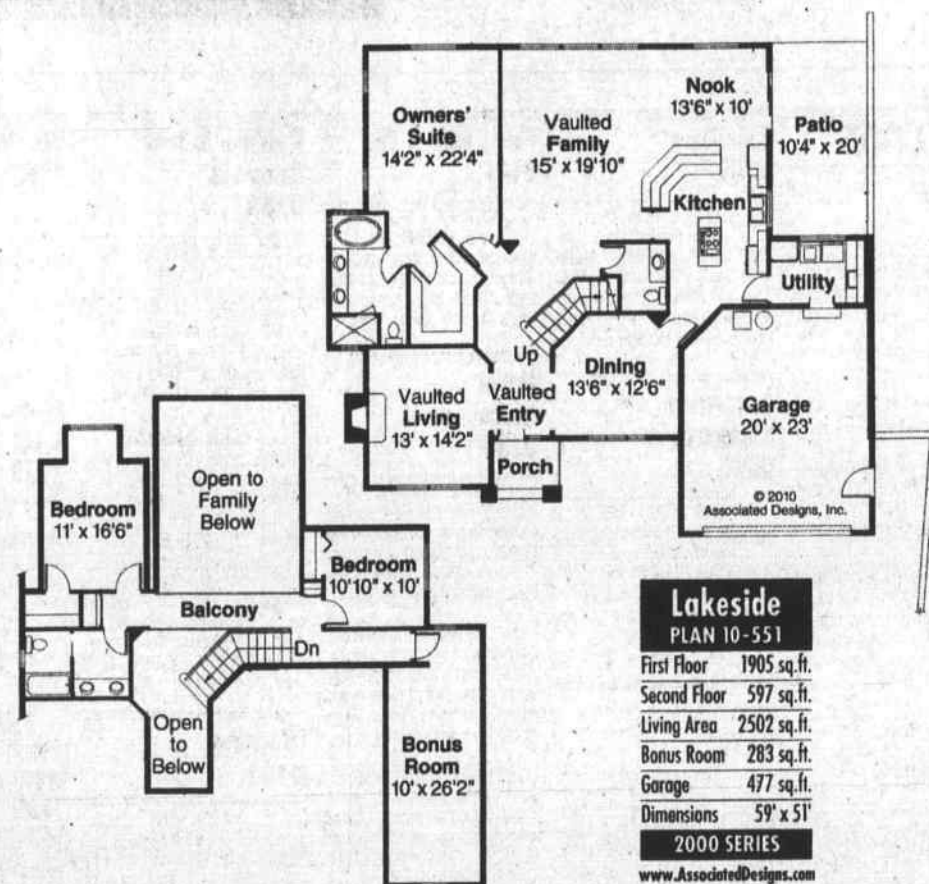 Owners'
Suite
14'2" x 22'4"
Vaulted
Family
15' x 19'10"
Nook
13'6" x 10'
Patio
10'4" x 20'
Kitchen
Utility
Up
Dining
13'6" x 12'6"
Vaulted
Living
13' x 14'2"
Vaulted
Entry
Porch
Garage
20' x 23'
© 2010
Associated Designs, Inc.
Bedroom
11' x 16'6"
Open to
Family
Below
Bedroom
10'10" x 10'
Balcony
Dn
Open
to
Below
Bonus
Room
10' x 26'2"
Lakeside
PLAN 10-551
First Floor 1905 sq.ft.
Second Floor 597 sq.ft.
Living Area 2502 sq.ft.
Bonus Room 283 sq.ft.
Garage 477 sq.ft.
Dimensions 59' x 51'
2000 SERIES
www.AssociatedDesigns.com